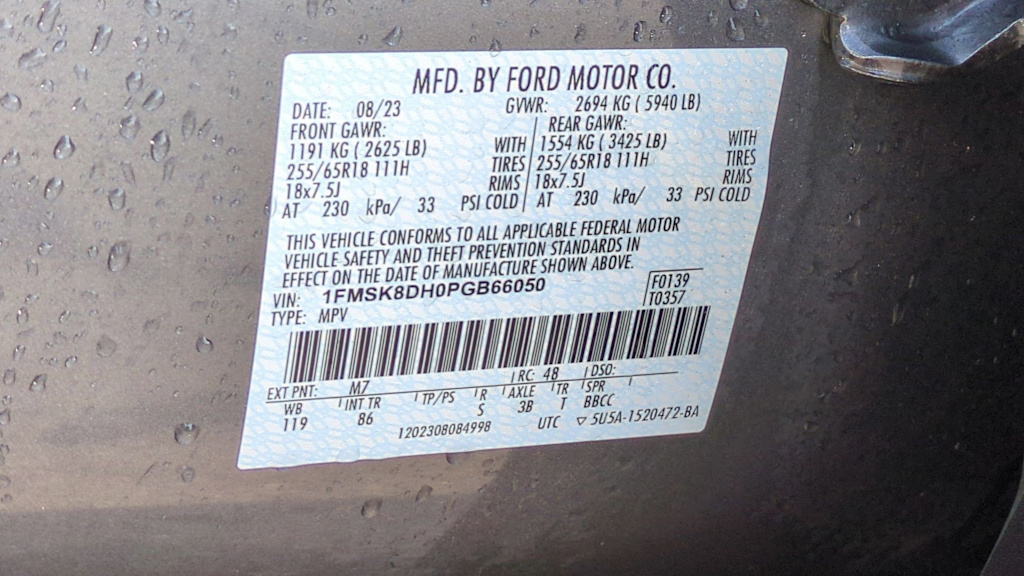 MFD. BY FORD MOTOR CO.
DATE: 08/23 GVWR: 2694 KG ( 5940 LB)
FRONT GAWR: REAR GAWR:
1191 KG ( 2625 LB) WITH 1554 KG ( 3425 LB) WITH
255/65R18 111H TIRES 255/65R18 111H TIRES
18x7.5J RIMS 18x7.5J RIMS
AT 230 kPa/ 33 PSI COLD AT 230 kPa/ 33 PSI COLD
THIS VEHICLE CONFORMS TO ALL APPLICABLE FEDERAL MOTOR
VEHICLE SAFETY AND THEFT PREVENTION STANDARDS IN
EFFECT ON THE DATE OF MANUFACTURE SHOWN ABOVE.
VIN: 1FMSK8DH0PGB66050 F0139
TYPE: MPV T0357
EXT PNT: M7 RC: 48 DSO:
WB INT TR TP/PS R AXLE TR SPR
119 86 S 3B T BBCC
1202308084998 UTC ▽ 5U5A-1520472-BA